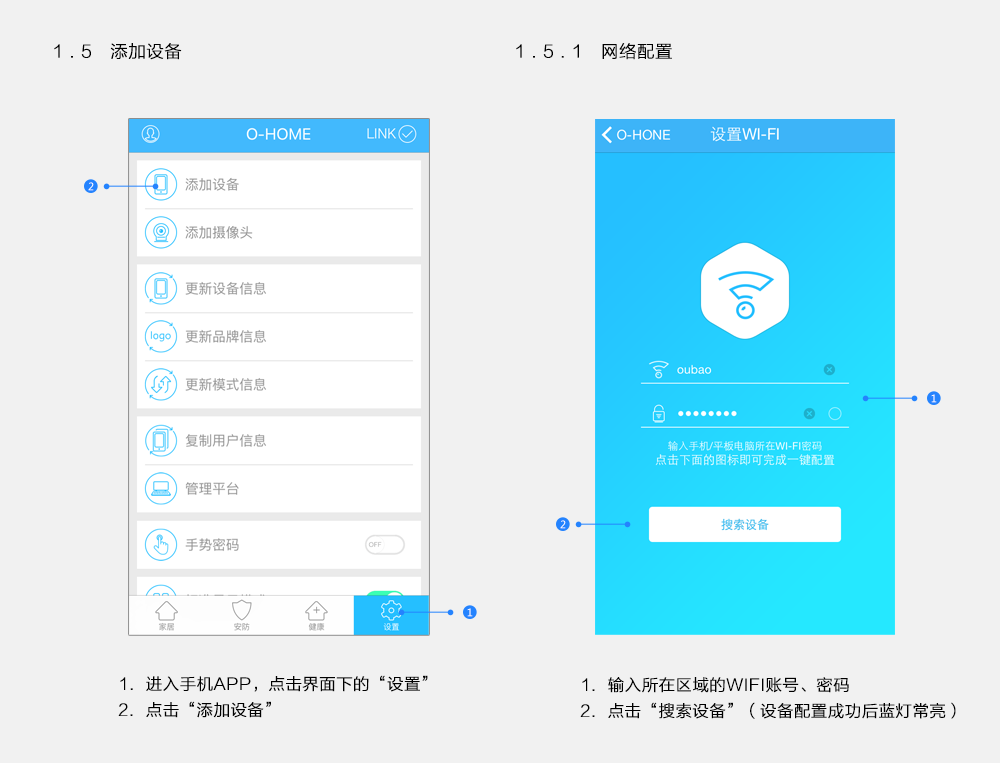 1.5 添加设备
O-HOME
LINK
2
添加设备
添加摄像头
更新设备信息
logo
更新品牌信息
更新模式信息
复制用户信息
管理平台
手势密码
OFF
家居
安防
健康
设置
1
1. 进入手机APP，点击界面下的“设置”
2. 点击“添加设备”
1.5.1 网络配置
O-HONE
设置WI-FI
oubao
1
输入手机/平板电脑所在WI-FI密码
点击下面的图标即可完成一键配置
2
搜索设备
1. 输入所在区域的WIFI账号、密码
2. 点击“搜索设备”（设备配置成功后蓝灯常亮）